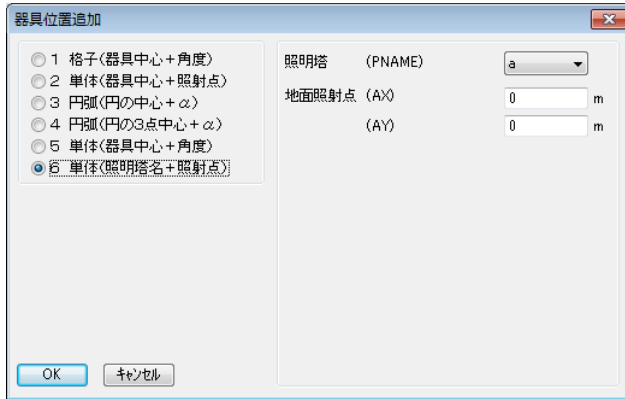 器具位置追加
1 格子(器具中心+角度)
2 単体(器具中心+照射点)
3 円弧(円の中心+α)
4 円弧(円の3点中心+α)
5 単体(器具中心+角度)
6 単体(照明塔名+照射点)
照明塔 (PNAME) a
地面照射点 (AX) 0 m
(AY) 0 m
OK キャンセル